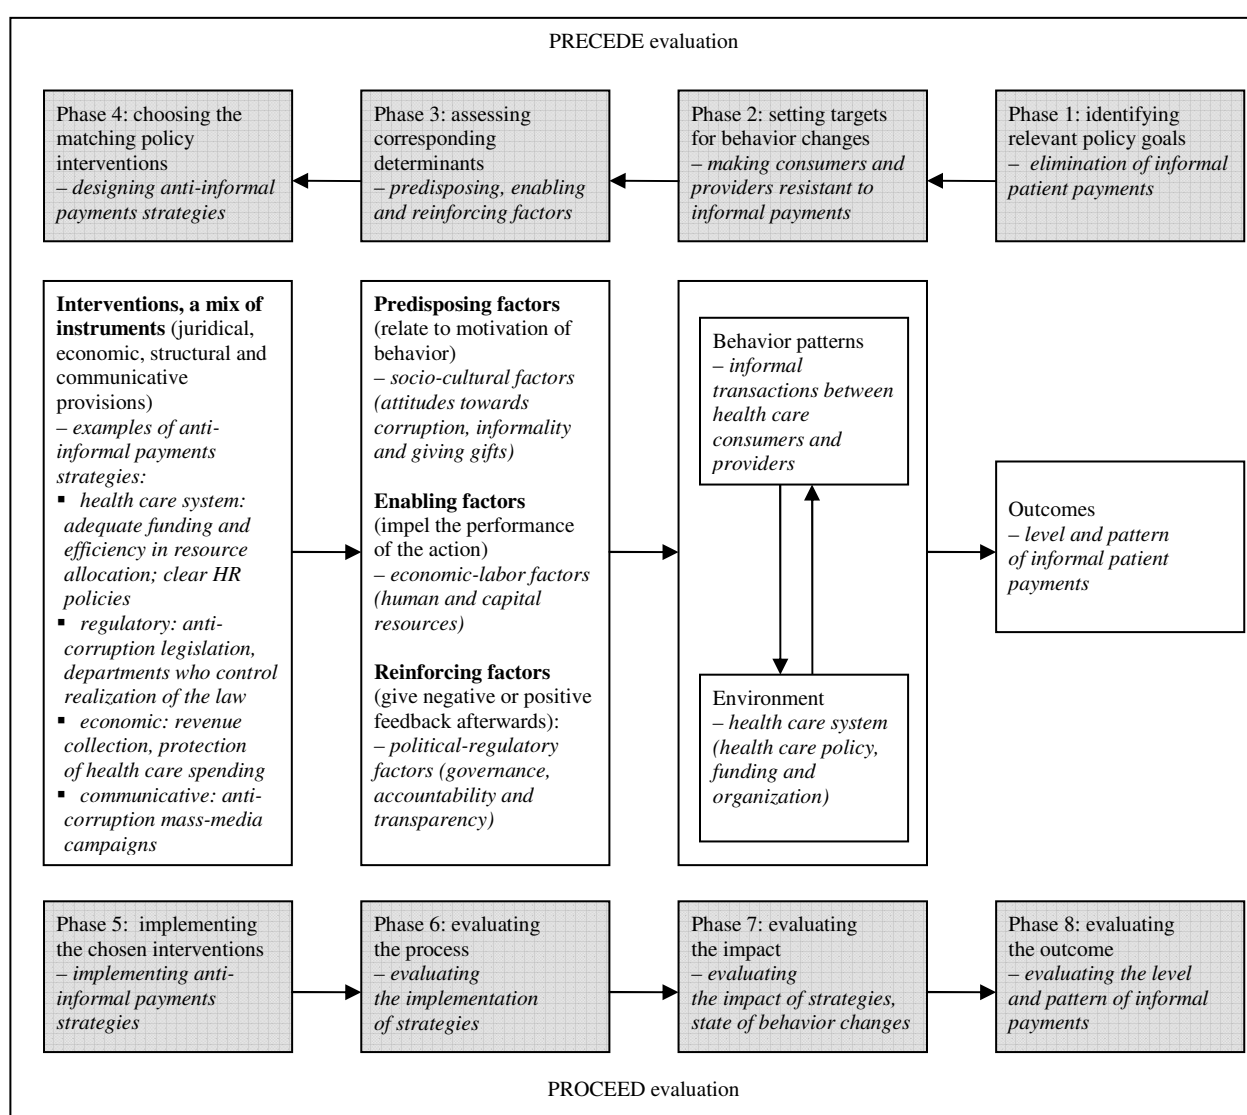 PRECEDE evaluation
Phase 4: choosing the
matching policy
interventions
– designing anti-informal
payments strategies
Phase 3: assessing
corresponding
determinants
– predisposing, enabling
and reinforcing factors
Phase 2: setting targets
for behavior changes
– making consumers and
providers resistant to
informal payments
Phase 1: identifying
relevant policy goals
– elimination of informal
patient payments
Interventions, a mix of
instruments (juridical,
economic, structural and
communicative
provisions)
– examples of anti-
informal payments
strategies:
▪ health care system:
adequate funding and
efficiency in resource
allocation; clear HR
policies
▪ regulatory: anti-
corruption legislation,
departments who control
realization of the law
▪ economic: revenue
collection, protection
of health care spending
▪ communicative: anti-
corruption mass-media
campaigns
Predisposing factors
(relate to motivation of
behavior)
– socio-cultural factors
(attitudes towards
corruption, informality
and giving gifts)
Enabling factors
(impel the performance
of the action)
– economic-labor factors
(human and capital
resources)
Reinforcing factors
(give negative or positive
feedback afterwards):
– political-regulatory
factors (governance,
accountability and
transparency)
Behavior patterns
– informal
transactions between
health care
consumers and
providers
Environment
– health care system
(health care policy,
funding and
organization)
Outcomes
– level and pattern
of informal patient
payments
Phase 5:  implementing
the chosen interventions
– implementing anti-
informal payments
strategies
Phase 6: evaluating
the process
– evaluating
the implementation
of strategies
Phase 7: evaluating
the impact
– evaluating
the impact of strategies,
state of behavior changes
Phase 8: evaluating
the outcome
– evaluating the level
and pattern of informal
payments
PROCEED evaluation